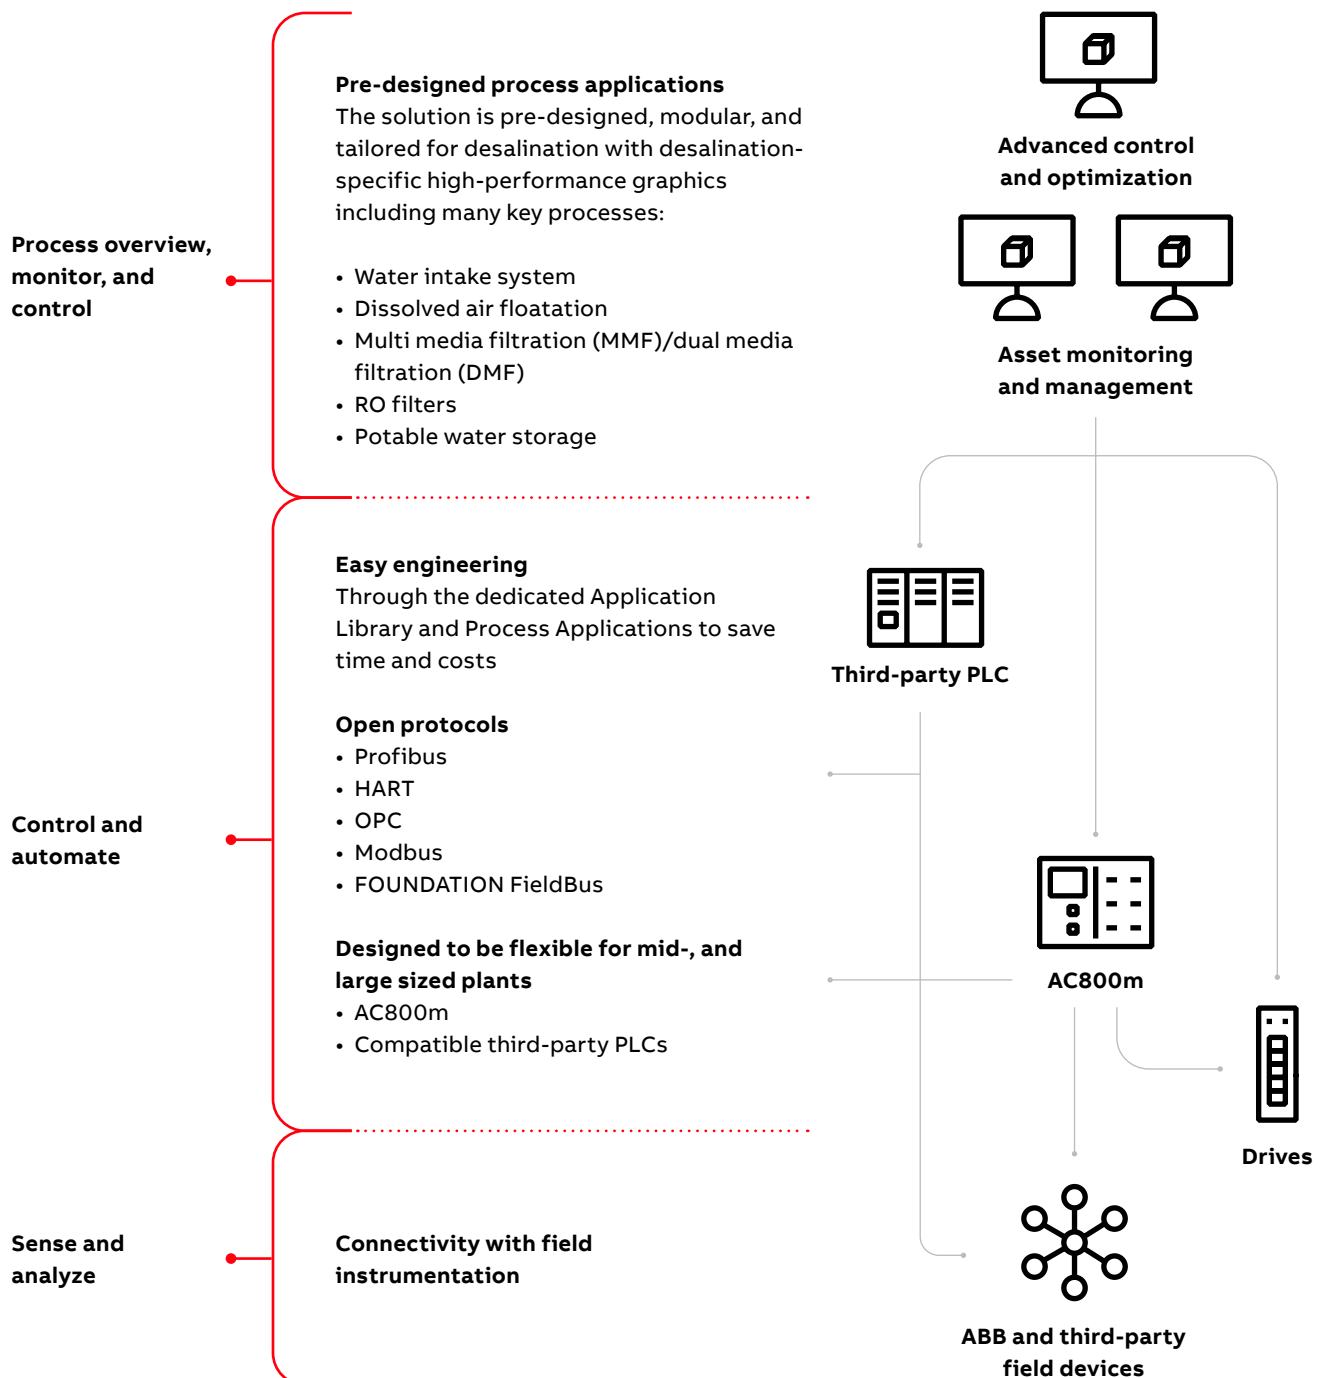 Process overview,
monitor, and
control
Pre-designed process applications
The solution is pre-designed, modular, and
tailored for desalination with desalination-
specific high-performance graphics
including many key processes:
• Water intake system
• Dissolved air floatation
• Multi media filtration (MMF)/dual media
filtration (DMF)
• RO filters
• Potable water storage
Advanced control
and optimization
Asset monitoring
and management
Control and
automate
Easy engineering
Through the dedicated Application
Library and Process Applications to save
time and costs
Open protocols
• Profibus
• HART
• OPC
• Modbus
• FOUNDATION FieldBus
Designed to be flexible for mid-, and
large sized plants
• AC800m
• Compatible third-party PLCs
Third-party PLC
AC800m
Drives
Sense and
analyze
Connectivity with field
instrumentation
ABB and third-party
field devices